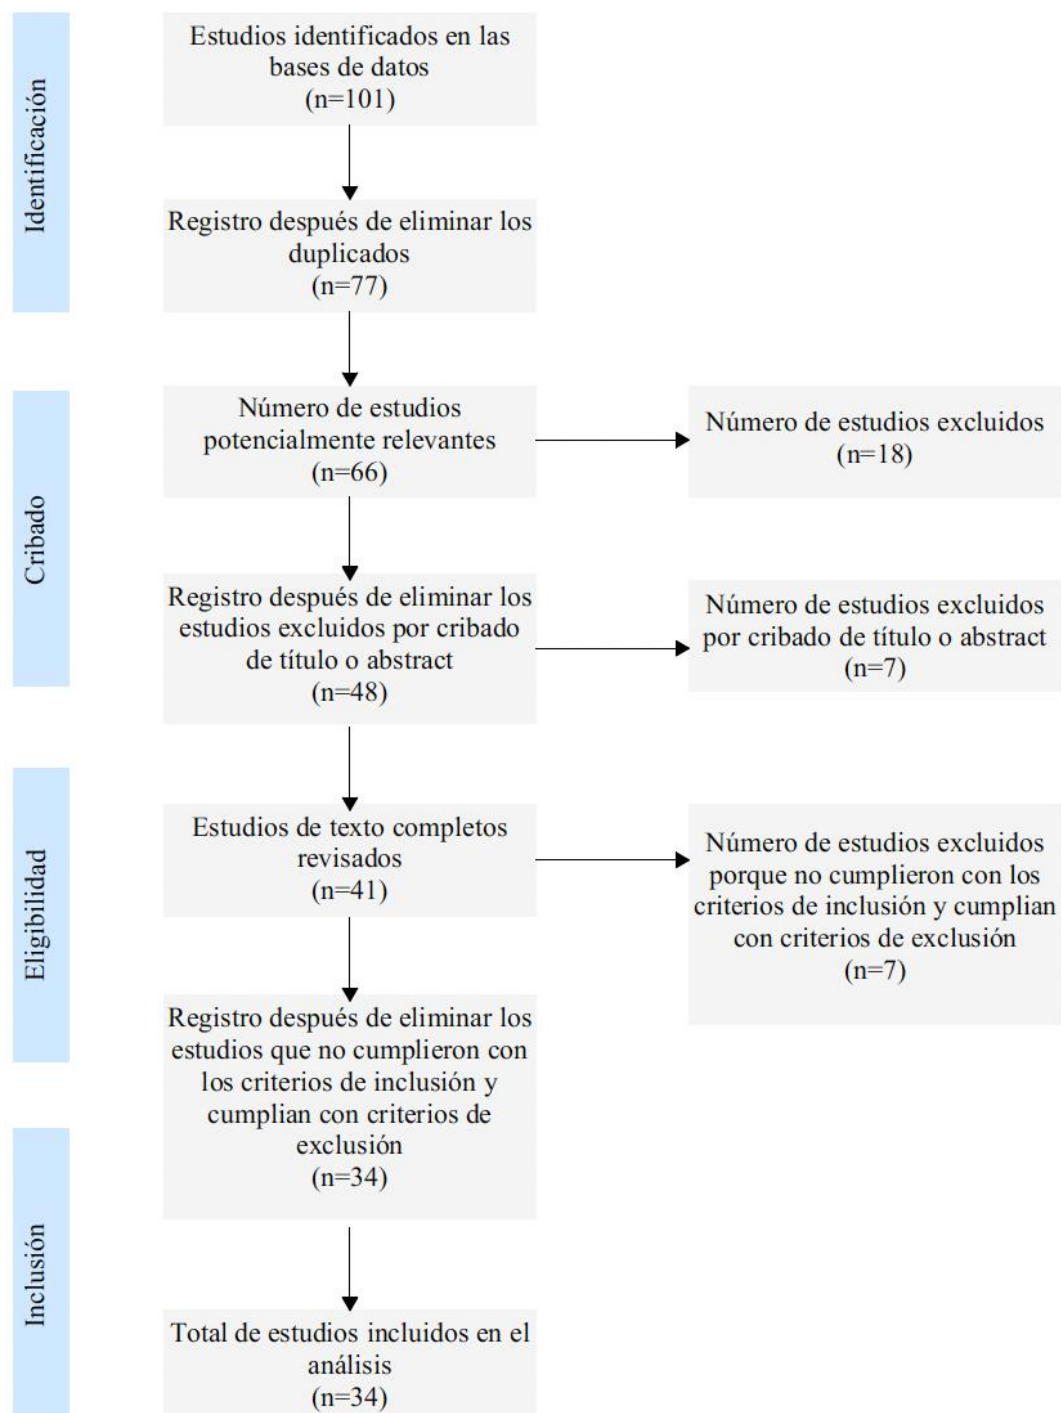 Identificación
Estudios identificados en las
bases de datos
(n=101)
Registro después de eliminar los
duplicados
(n=77)
Cribado
Número de estudios
potencialmente relevantes
(n=66)
Número de estudios excluidos
(n=18)
Registro después de eliminar los
estudios excluidos por cribado
de título o abstract
(n=48)
Número de estudios excluidos
por cribado de título o abstract
(n=7)
Eligibilidad
Estudios de texto completos
revisados
(n=41)
Número de estudios excluidos
porque no cumplieron con los
criterios de inclusión y cumplian
con criterios de exclusión
(n=7)
Registro después de eliminar los
estudios que no cumplieron con
los criterios de inclusión y
cumplian con criterios de
exclusión
(n=34)
Inclusión
Total de estudios incluidos en el
análisis
(n=34)